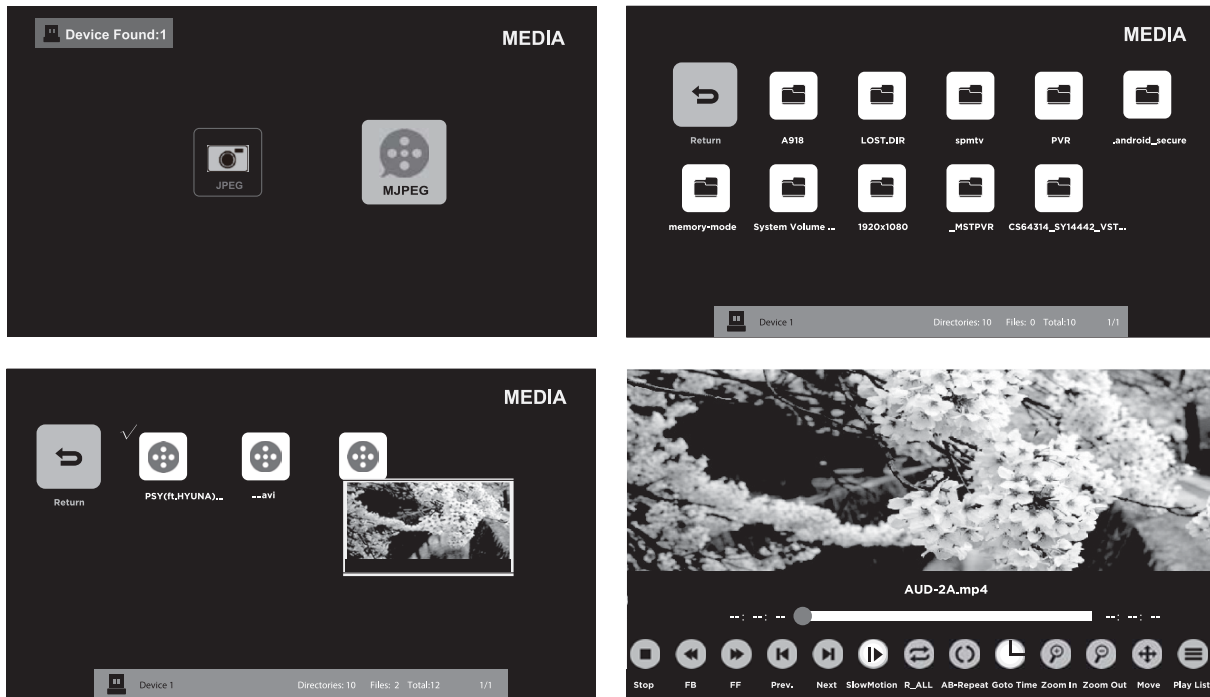 Device Found:1
MEDIA
JPEG
MJPEG
MEDIA
Return A918 LOST.DIR spmtv PVR .android_secure
memory-mode System Volume ... 1920x1080 _MSTPVR CS64314_SY14442_VST...
Device 1 Directories: 10 Files: 0 Total:10 1/1
MEDIA
Return PSY(ft.HYUNA)... ...avi
Device 1 Directories: 10 Files: 2 Total:12 1/1
AUD-2A.mp4
--: --: -- --: --: --
Stop FB FF Prev. Next SlowMotion R_ALL AB-Repeat Goto Time Zoom In Zoom Out Move Play List